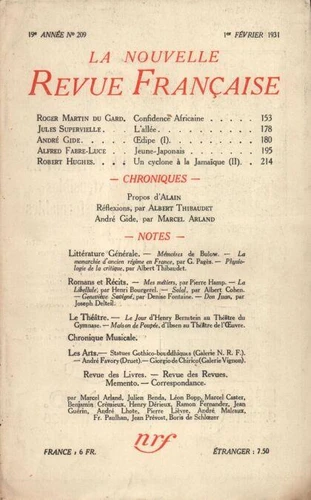 19e ANNÉE No 209 1er FÉVRIER 1931
LA NOUVELLE
REVUE FRANÇAISE
ROGER MARTIN DU GARD. Confidence Africaine . . . . . 153
JULES SUPERVIELLE . . . L'allée. . . . . . . . . . 178
ANDRÉ GIDE. . . . . . Œdipe (I). . . . . . . . . 180
ALFRED FABRE-LUCE . . Jeune-Japonais . . . . . . 195
ROBERT HUGHES. . . . . Un cyclone à la Jamaïque (II). . 214
— CHRONIQUES —
Propos d'ALAIN
Réflexions, par ALBERT THIBAUDET
André Gide, par MARCEL ARLAND
— NOTES —
Littérature Générale. — Mémoires de Bulow. — La
monarchie d'ancien régime en France, par G. Pagès. — Physio-
logie de la critique, par Albert Thibaudet.
Romans et Récits. — Mes métiers, par Pierre Hamp. — La
Libellule, par Henri Bourgerel. — Solal, par Albert Cohen.
— Geneviève Savigné, par Denise Fontaine. — Don Juan, par
Joseph Delteil.
Le Théâtre. — Le Jour d'Henry Bernstein au Théâtre du
Gymnase. — Maison de Poupée, d'Ibsen au Théâtre de l'Œuvre.
Chronique Musicale.
Les Arts. — Statues Gothico-bouddhiques (Galerie N. R. F.).
— André Favory (Druet). — Giorgio de Chirico (Galerie Vignon).
Revue des Livres. — Revue des Revues.
Memento. — Correspondance.
par Marcel Arland, Julien Benda, Léon Bopp, Marcel Castex,
Benjamin Crémieux, Henry Dérieux, Ramon Fernandez, Jean
Guérin, André Lhote, Pierre Lièvre, André Malraux,
Fr. Paulhan, Jean Prévost, Boris de Schlœzer
nrf
FRANCE : 6 FR. ÉTRANGER : 7.50